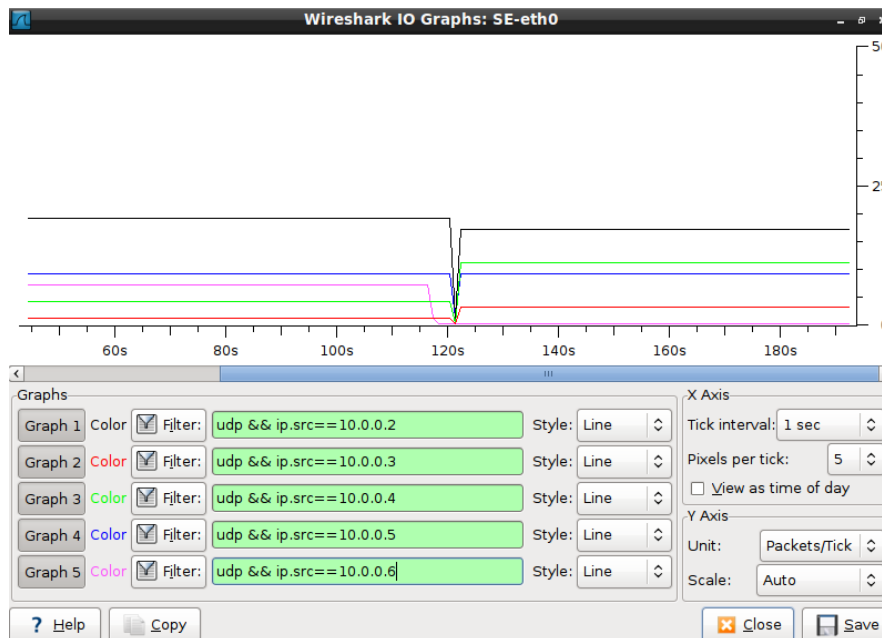 Wireshark IO Graphs: SE-eth0
25
60s 80s 100s 120s 140s 160s 180s
Graphs
Graph 1 Color Filter: udp && ip.src==10.0.0.2 Style: Line
Graph 2 Color Filter: udp && ip.src==10.0.0.3 Style: Line
Graph 3 Color Filter: udp && ip.src==10.0.0.4 Style: Line
Graph 4 Color Filter: udp && ip.src==10.0.0.5 Style: Line
Graph 5 Color Filter: udp && ip.src==10.0.0.6 Style: Line
X Axis
Tick interval: 1 sec
Pixels per tick: 5
View as time of day
Y Axis
Unit: Packets/Tick
Scale: Auto
Help Copy Close Save